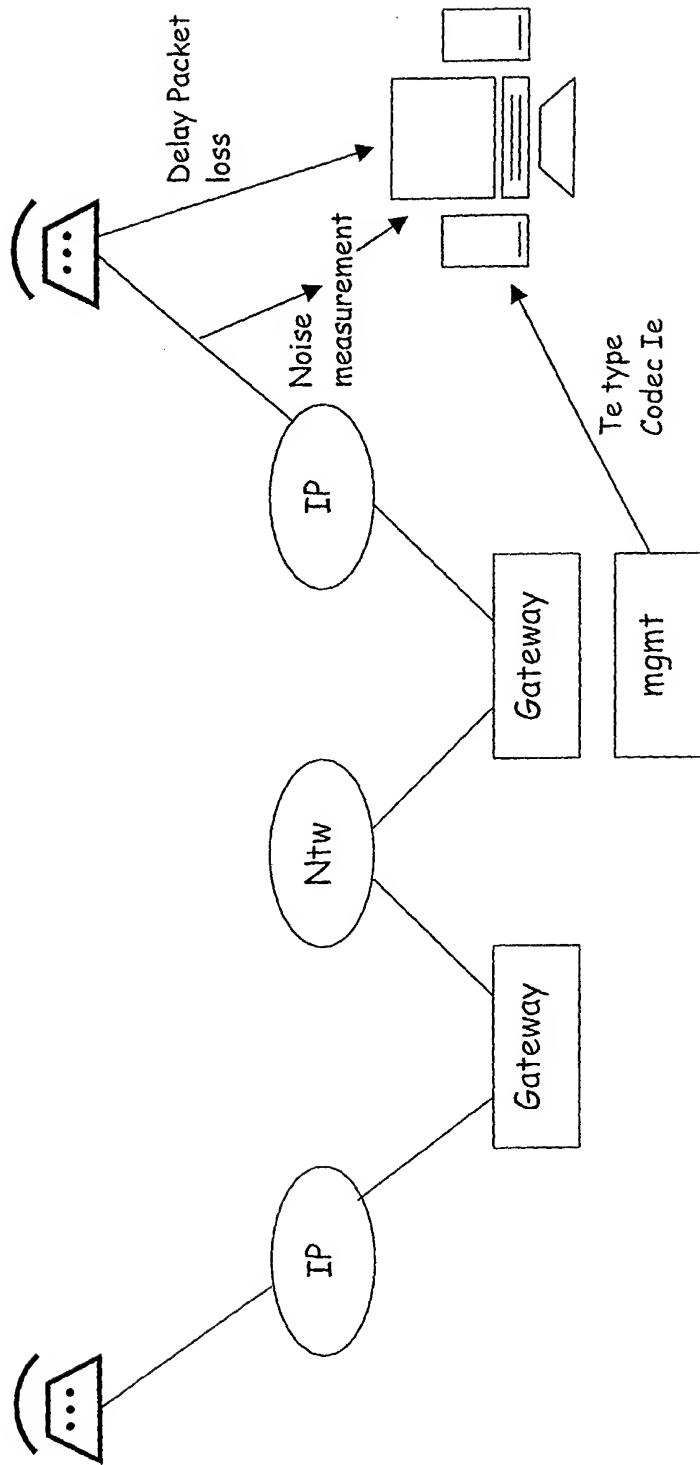 Delay Packet
loss
Noise
measurement
IP
Ntw
IP
Gateway
Gateway
Te type
Codec Ie
mgmt